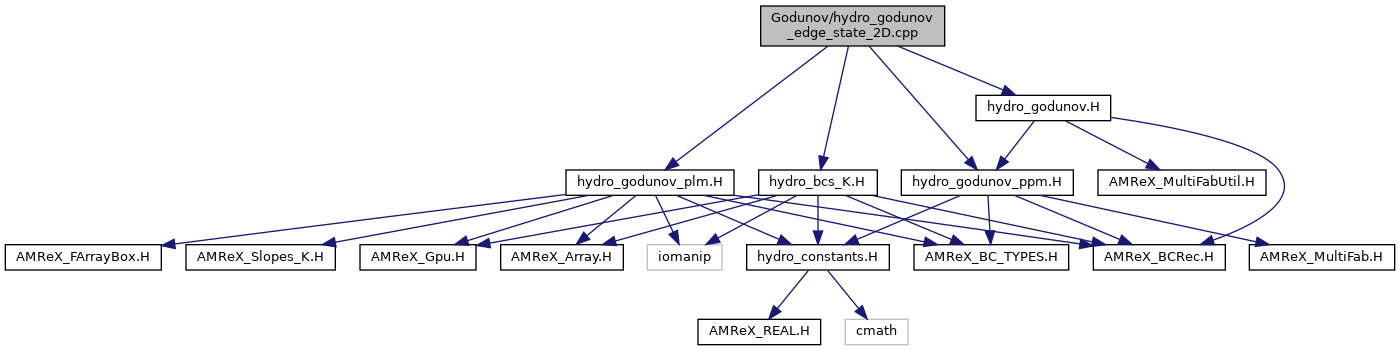 Godunov/hydro_godunov
_edge_state_2D.cpp
hydro_godunov.H
hydro_godunov_plm.H
hydro_bcs_K.H
hydro_godunov_ppm.H
AMReX_MultiFabUtil.H
AMReX_FArrayBox.H
AMReX_Slopes_K.H
AMReX_Gpu.H
AMReX_Array.H
iomanip
hydro_constants.H
AMReX_BC_TYPES.H
AMReX_BCRec.H
AMReX_MultiFab.H
AMReX_REAL.H
cmath